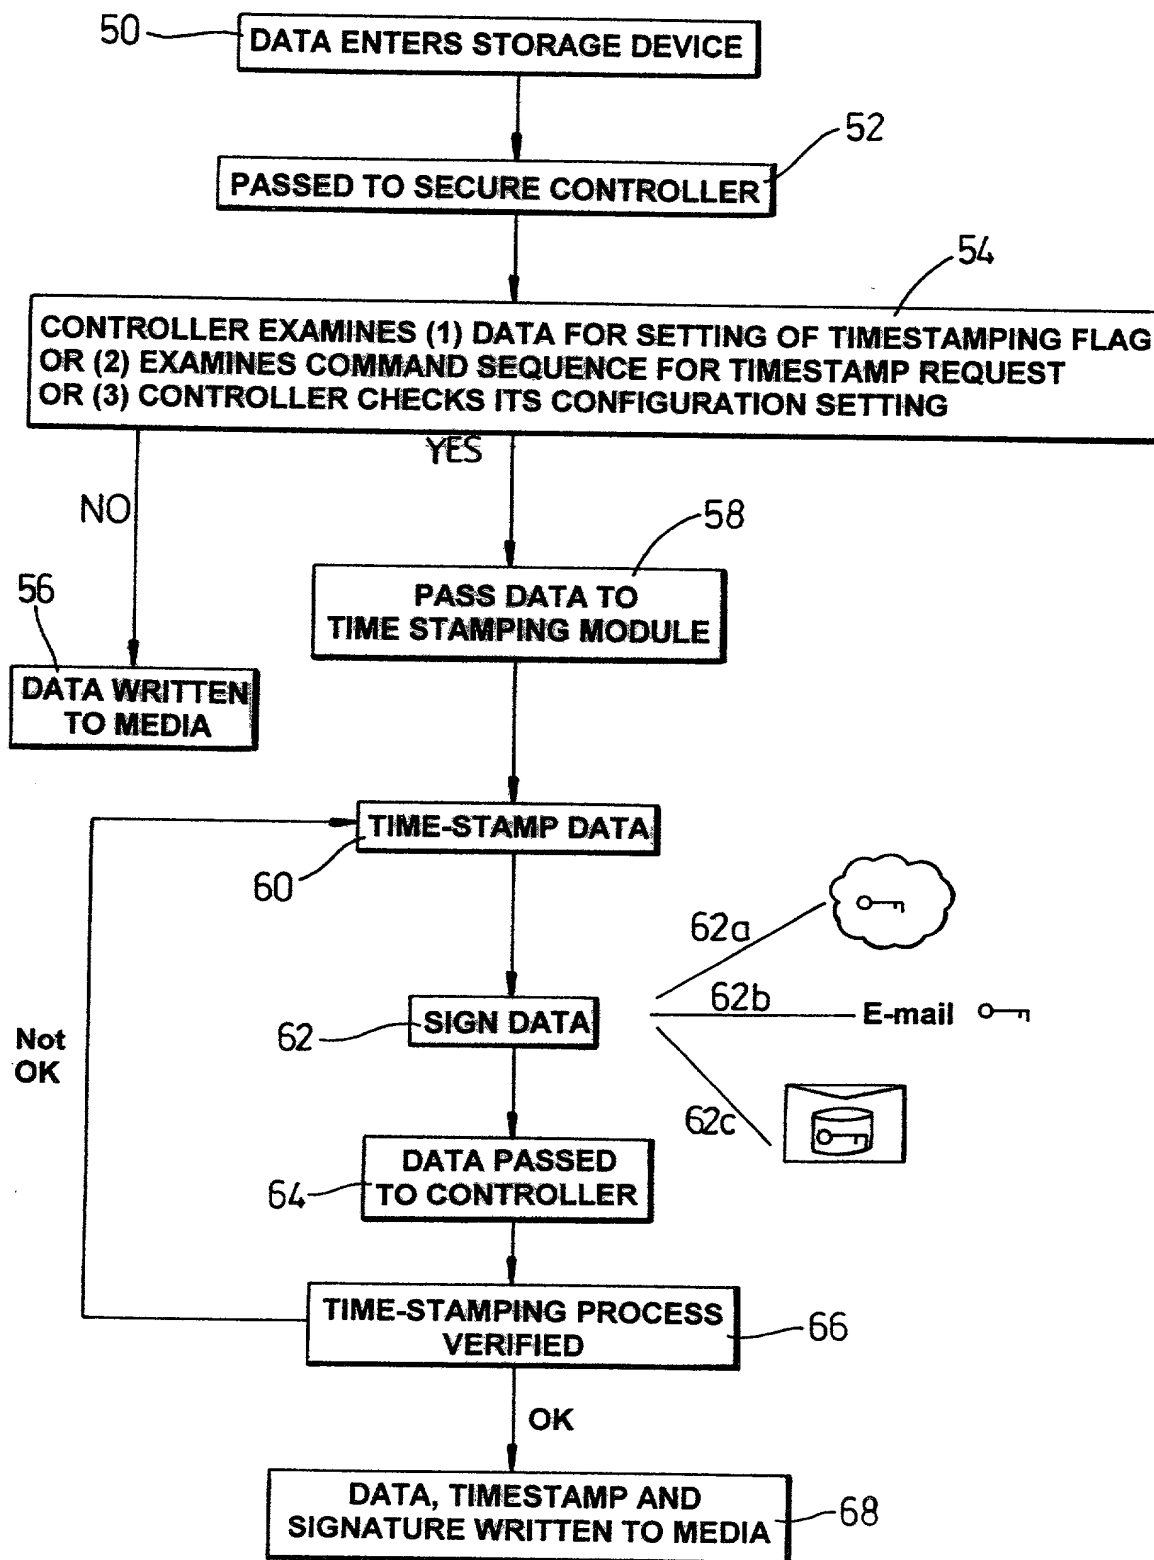 50
DATA ENTERS STORAGE DEVICE
52
PASSED TO SECURE CONTROLLER
54
CONTROLLER EXAMINES (1) DATA FOR SETTING OF TIMESTAMPING FLAG
OR (2) EXAMINES COMMAND SEQUENCE FOR TIMESTAMP REQUEST
OR (3) CONTROLLER CHECKS ITS CONFIGURATION SETTING
YES
NO
58
PASS DATA TO
TIME STAMPING MODULE
56
DATA WRITTEN
TO MEDIA
TIME-STAMP DATA
60
62a
62b
E-mail
SIGN DATA
62
Not
OK
62c
DATA PASSED
TO CONTROLLER
64
TIME-STAMPING PROCESS
VERIFIED
66
OK
DATA, TIMESTAMP AND
SIGNATURE WRITTEN TO MEDIA
68